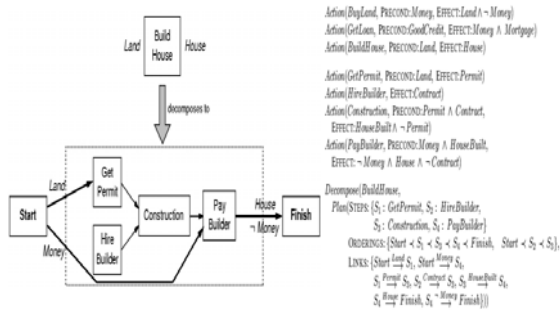 Build
House
Land
House
decomposes to
Land
Get
Permit
Start
Construction
Pay
Builder
House
¬ Money
Finish
Money
Hire
Builder
Action(BuyLand, PRECOND:Money, EFFECT:Land ∧ ¬ Money)
Action(GetLoan, PRECOND:GoodCredit, EFFECT:Money ∧ Mortgage)
Action(BuildHouse, PRECOND:Land, EFFECT:House)
Action(GetPermit, PRECOND:Land, EFFECT:Permit)
Action(HireBuilder, EFFECT:Contract)
Action(Construction, PRECOND:Permit ∧ Contract,
EFFECT:HouseBuilt ∧ ¬ Permit)
Action(PayBuilder, PRECOND:Money ∧ HouseBuilt,
EFFECT:¬ Money ∧ House ∧ ¬ Contract)
Decompose(BuildHouse,
Plan(STEPS:{S₁ : GetPermit, S₂ : HireBuilder,
S₃ : Construction, S₄ : PayBuilder}
ORDERINGS:{Start ≺ S₁ ≺ S₃ ≺ S₄ ≺ Finish, Start ≺ S₂ ≺ S₃},
LINKS:{Start →Land S₁, Start →Money S₄,
S₁ →Permit S₃, S₂ →Contract S₃, S₃ →HouseBuilt S₄,
S₄ →House Finish, S₄ →¬ Money Finish}))